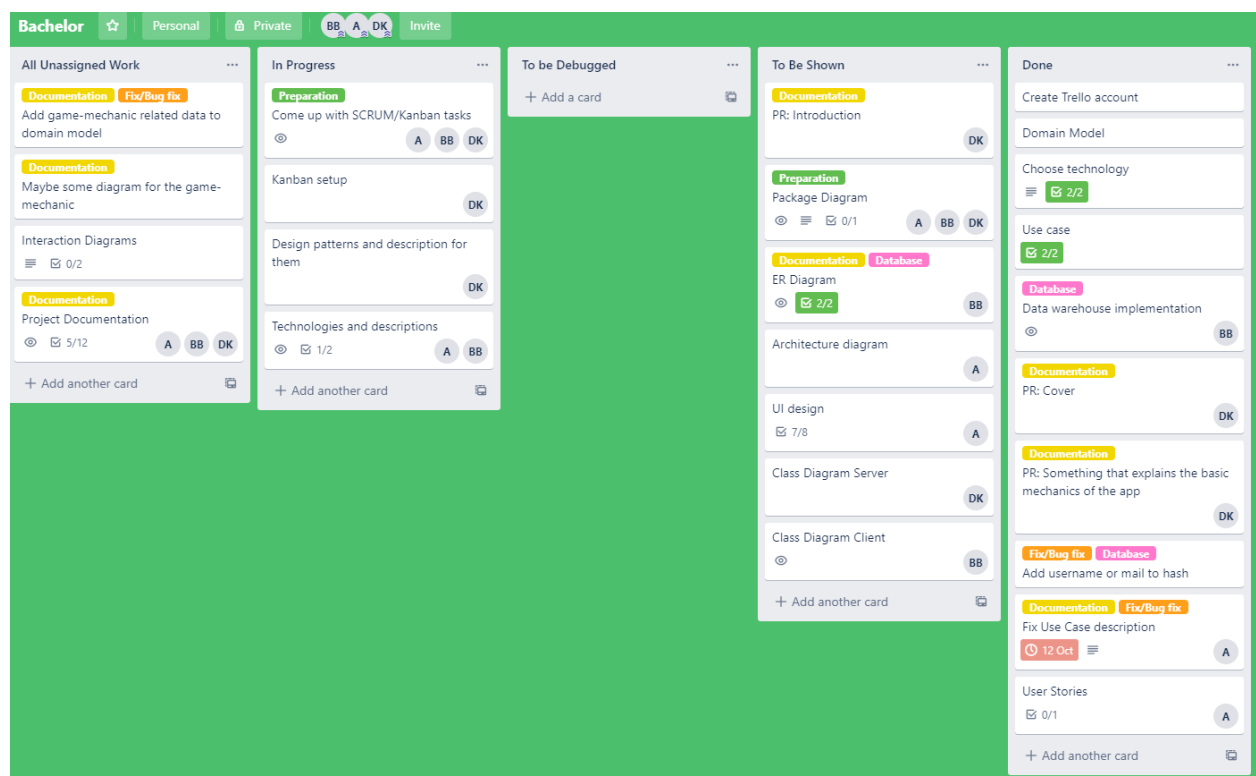 Bachelor
Personal
Private
BB A DK
Invite
All Unassigned Work
Documentation Fix/Bug fix
Add game-mechanic related data to
domain model
Documentation
Maybe some diagram for the game-
mechanic
Interaction Diagrams
0/2
Documentation
Project Documentation
5/12 A BB DK
+ Add another card
In Progress
Preparation
Come up with SCRUM/Kanban tasks
A BB DK
Kanban setup
DK
Design patterns and description for
them
DK
Technologies and descriptions
1/2 A BB
+ Add another card
To be Debugged
+ Add a card
To Be Shown
Documentation
PR: Introduction
DK
Preparation
Package Diagram
0/1 A BB DK
Documentation Database
ER Diagram
2/2 BB
Architecture diagram
A
UI design
7/8 A
Class Diagram Server
DK
Class Diagram Client
BB
+ Add another card
Done
Create Trello account
Domain Model
Choose technology
2/2
Use case
2/2
Database
Data warehouse implementation
BB
Documentation
PR: Cover
DK
Documentation
PR: Something that explains the basic
mechanics of the app
DK
Fix/Bug fix Database
Add username or mail to hash
Documentation Fix/Bug fix
Fix Use Case description
12 Oct A
User Stories
0/1 A
+ Add another card